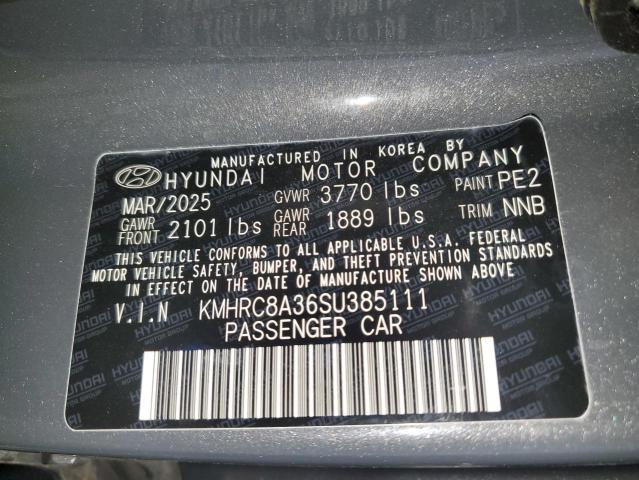 MANUFACTURED IN KOREA BY
HYUNDAI MOTOR COMPANY
MAR/2025 GVWR 3770 lbs PAINT PE2
GAWR FRONT 2101 lbs GAWR REAR 1889 lbs TRIM NNB
THIS VEHICLE CONFORMS TO ALL APPLICABLE U.S.A. FEDERAL
MOTOR VEHICLE SAFETY, BUMPER, AND THEFT PREVENTION STANDARDS
IN EFFECT ON THE DATE OF MANUFACTURE SHOWN ABOVE.
V.I.N KMHRC8A36SU385111
PASSENGER CAR